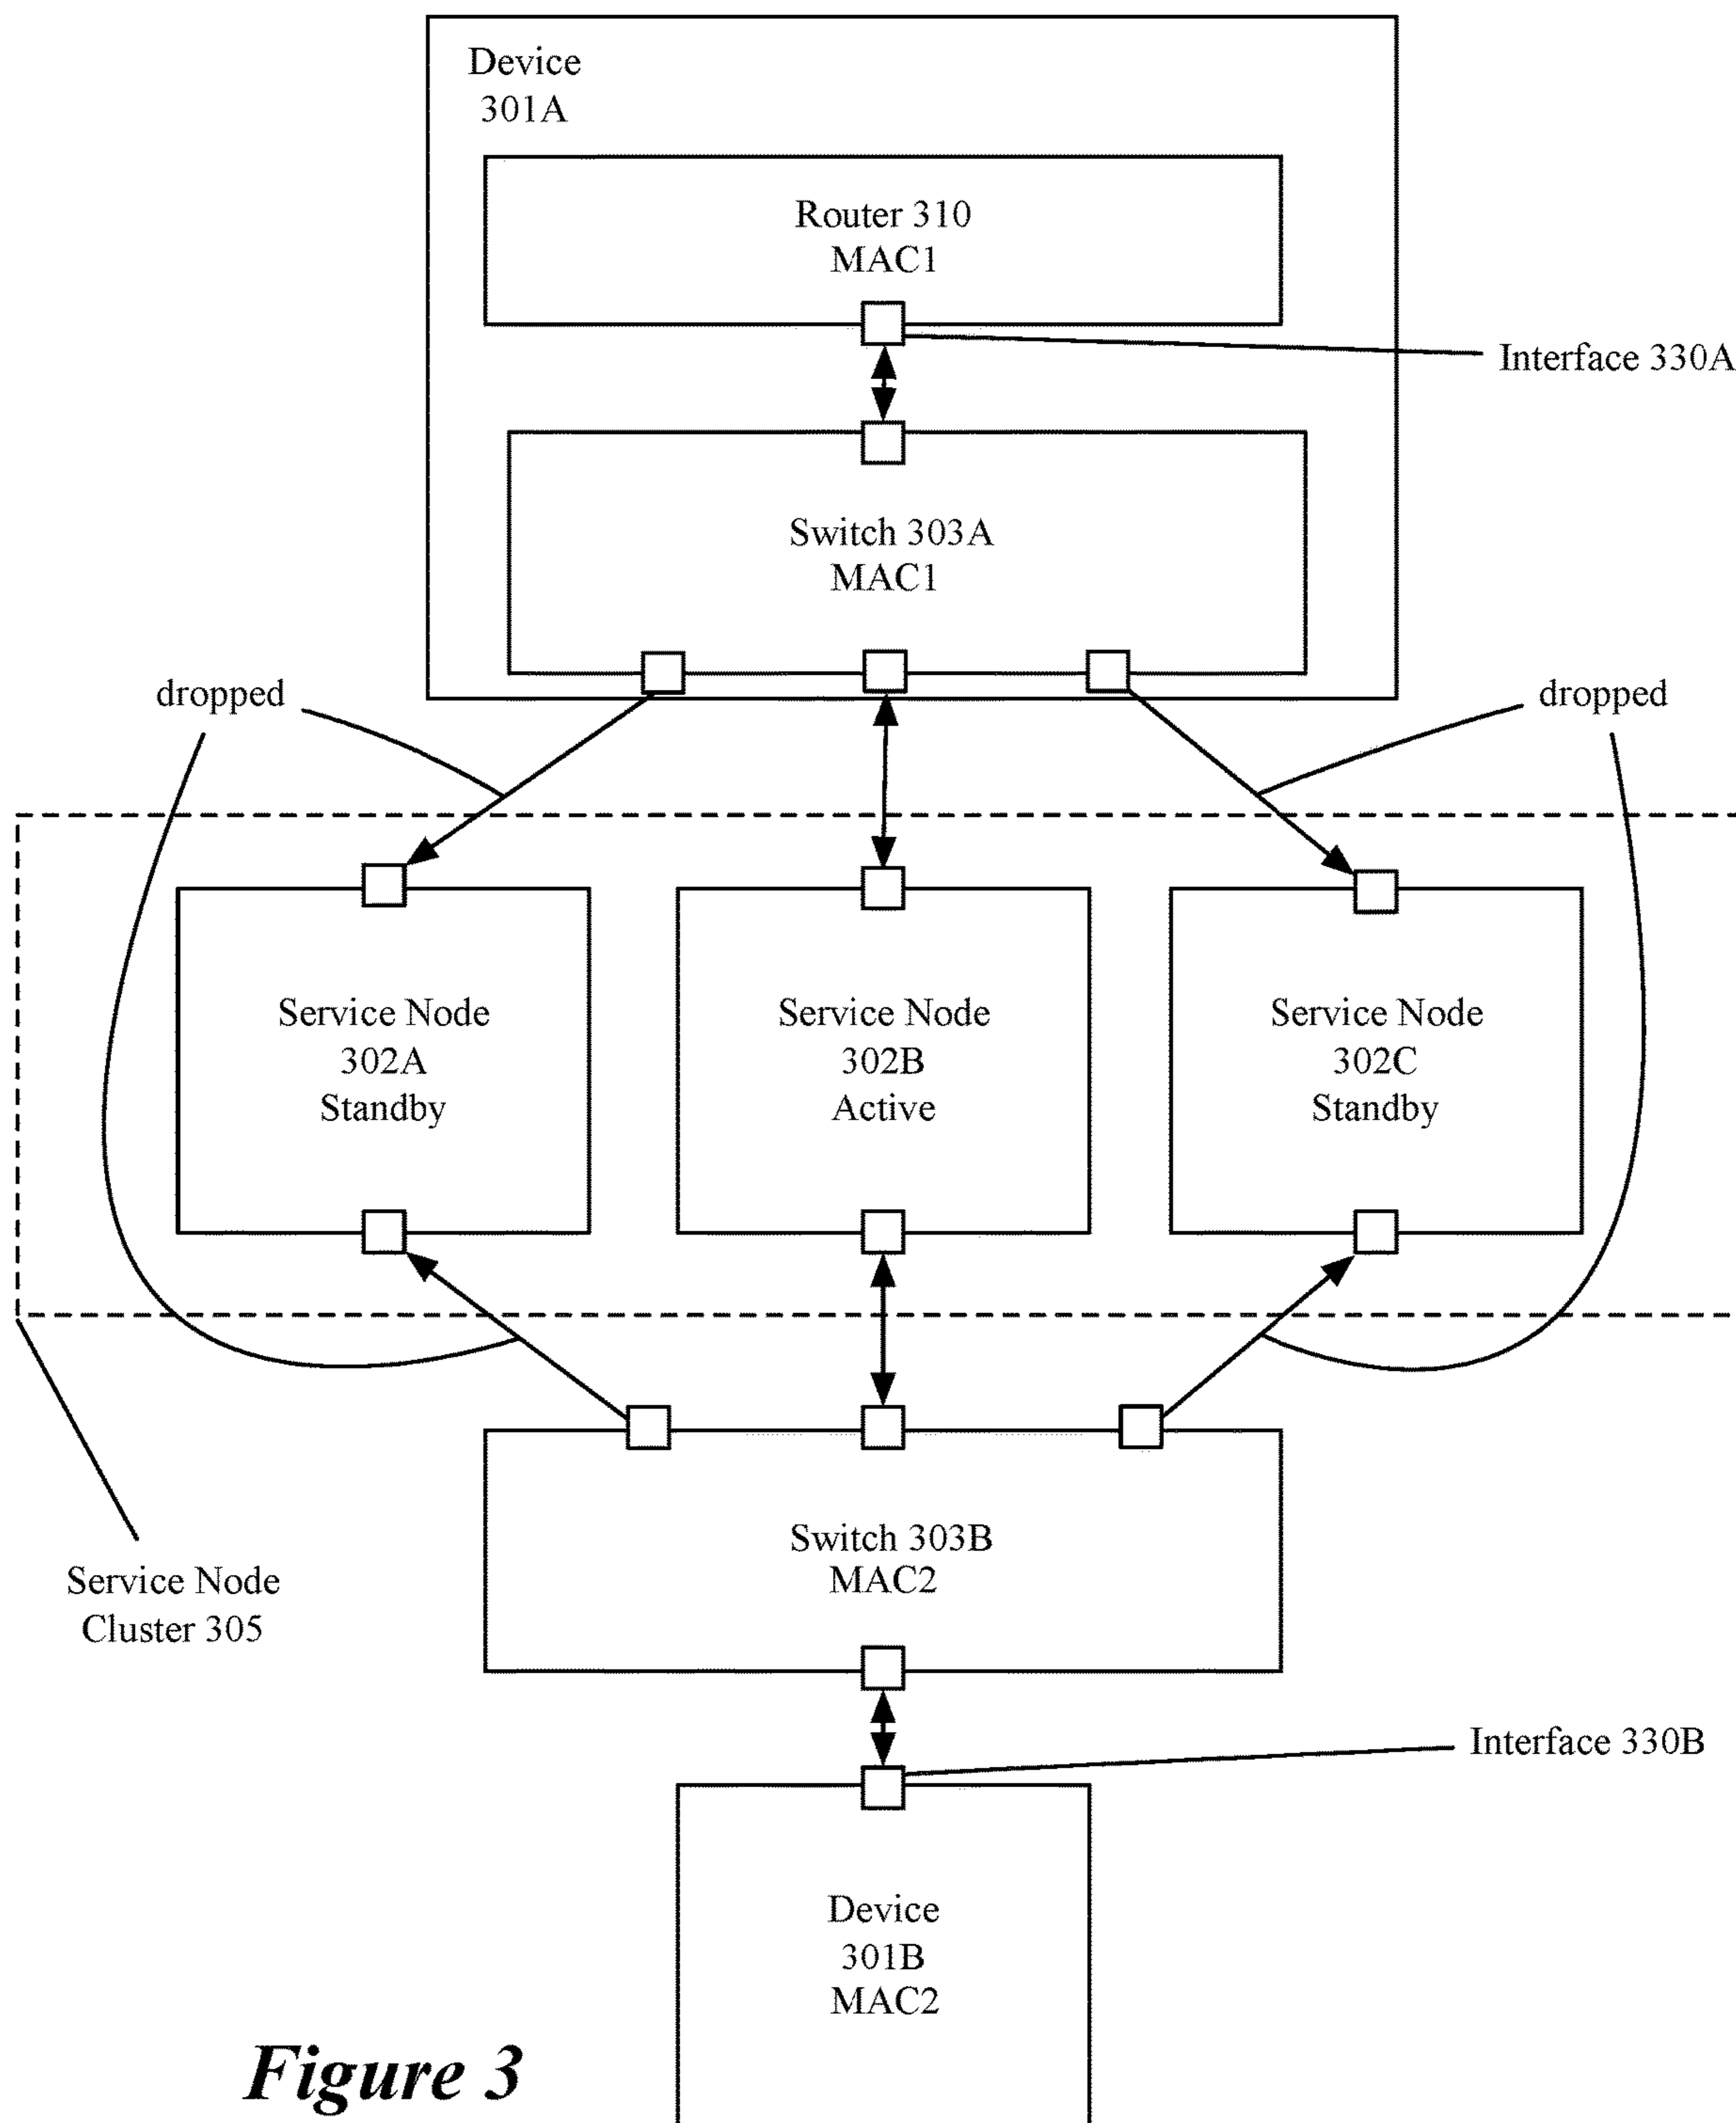 Device
301A
Router 310
MAC1
Interface 330A
Switch 303A
MAC1
dropped
dropped
Service Node
302A
Standby
Service Node
302B
Active
Service Node
302C
Standby
Switch 303B
MAC2
Service Node
Cluster 305
Interface 330B
Device
301B
MAC2
Figure 3